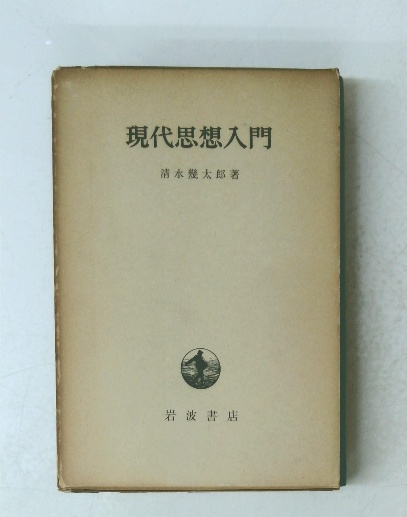 現代思想入門
清水幾太郎著
岩波書店